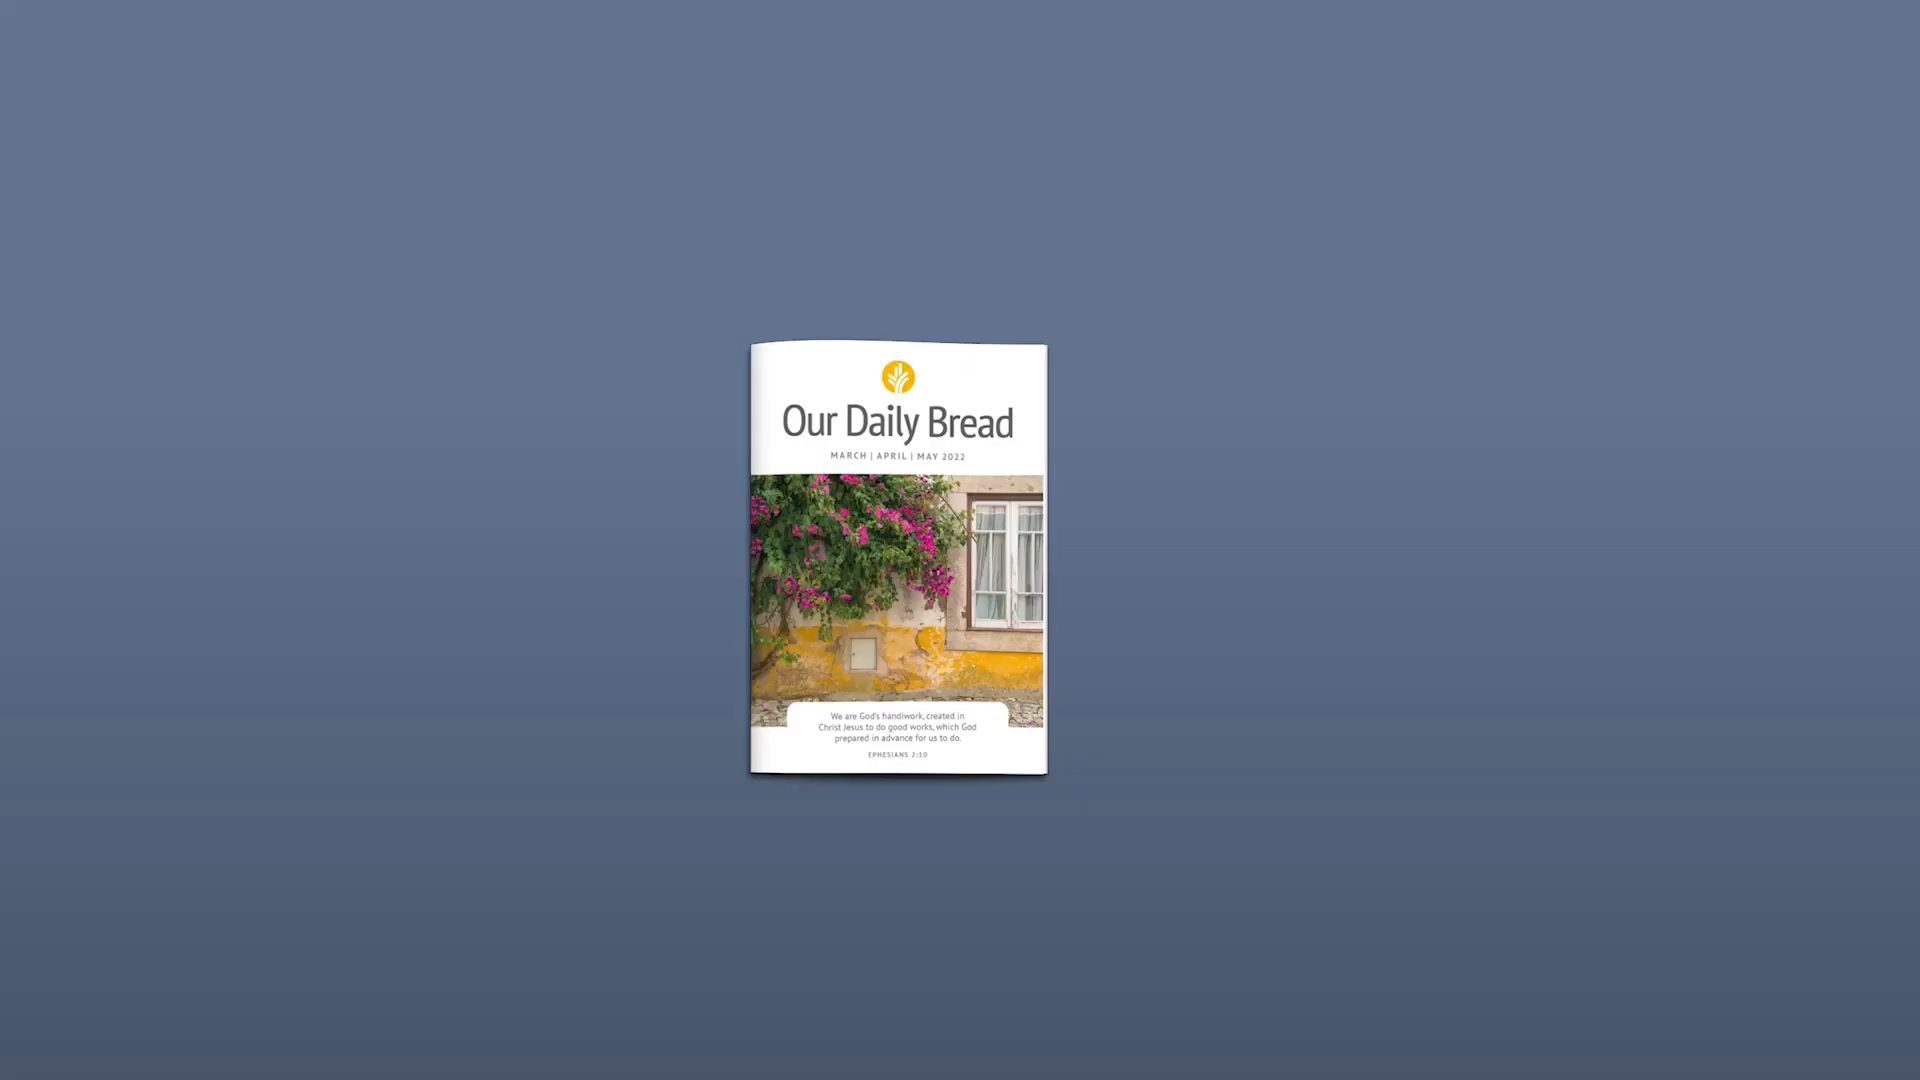 Our Daily Bread
MARCH | APRIL | MAY 2022
We are God's handiwork, created in
Christ Jesus to do good works, which God
prepared in advance for us to do.
EPHESIANS 2:10